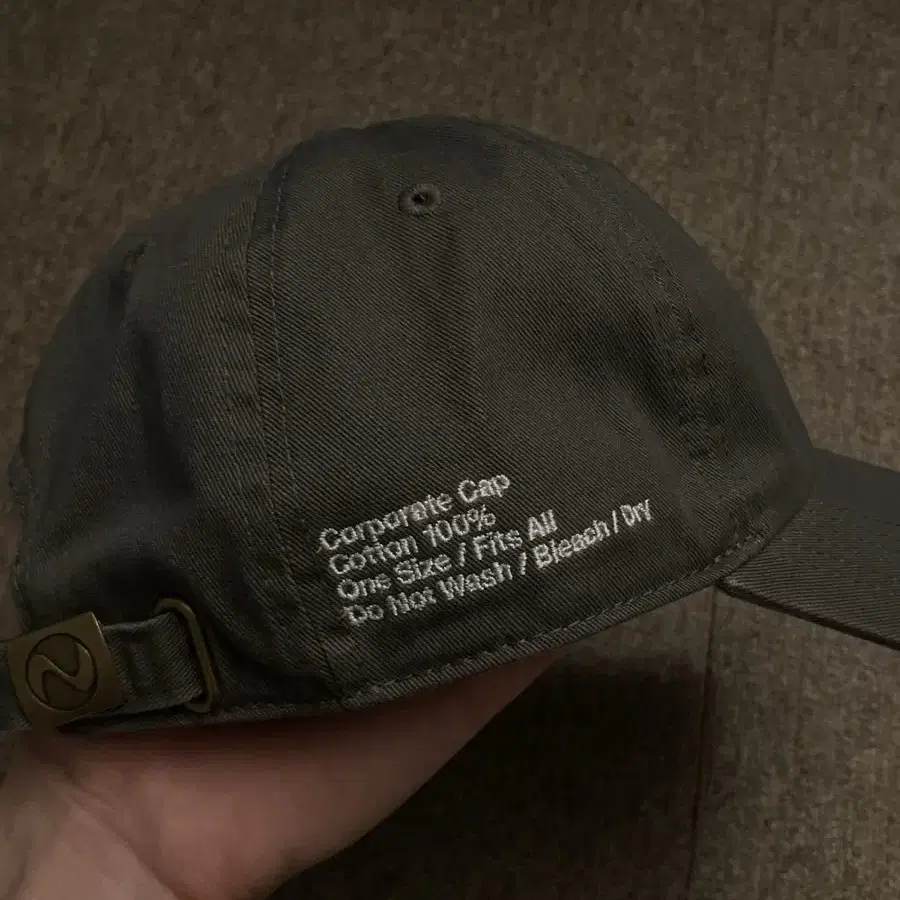 Corporate Cap
Cotton 100%
One Size / Fits All
Do Not Wash / Bleach / Dry